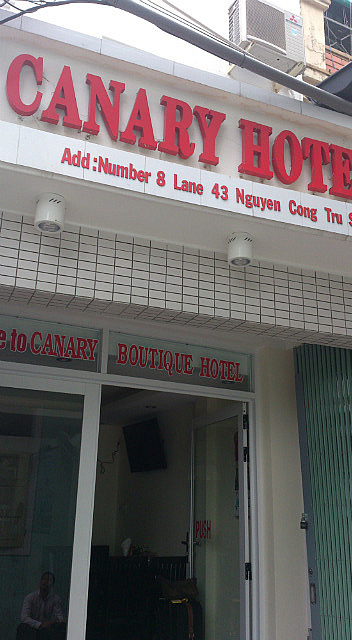 CANARY HOTE
Add:Number 8 Lane 43 Nguyen Cong Tru S
e to CANARY BOUTIQUE HOTEL
PUSH